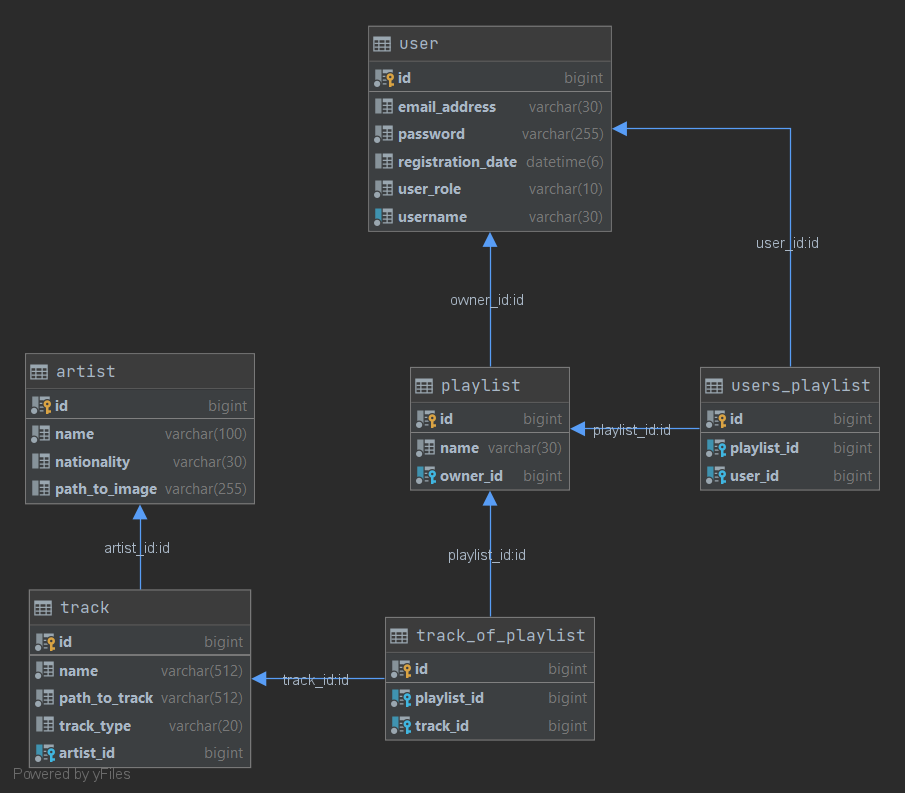 user
id bigint
email_address varchar(30)
password varchar(255)
registration_date datetime(6)
user_role varchar(10)
username varchar(30)
user_id:id
owner_id:id
artist
id bigint
name varchar(100)
nationality varchar(30)
path_to_image varchar(255)
playlist
id bigint
name varchar(30)
owner_id bigint
playlist_id:id
users_playlist
id bigint
playlist_id bigint
user_id bigint
artist_id:id
playlist_id:id
track
id bigint
name varchar(512)
path_to_track varchar(512)
track_type varchar(20)
artist_id bigint
track_id:id
track_of_playlist
id bigint
playlist_id bigint
track_id bigint
Powered by yFiles